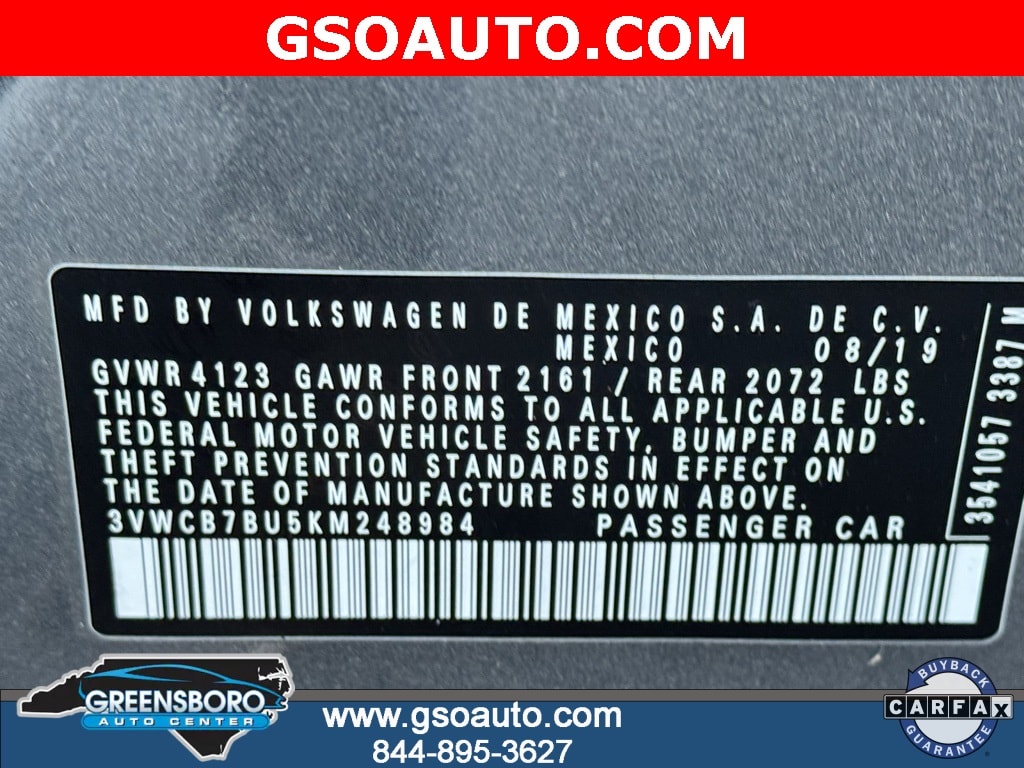 GSOAUTO.COM
MFD BY VOLKSWAGEN DE MEXICO S.A. DE C.V.
MEXICO 08/19
GVWR 4123 GAWR FRONT 2161 / REAR 2072 LBS
THIS VEHICLE CONFORMS TO ALL APPLICABLE U.S.
FEDERAL MOTOR VEHICLE SAFETY, BUMPER AND
THEFT PREVENTION STANDARDS IN EFFECT ON
THE DATE OF MANUFACTURE SHOWN ABOVE.
3VWCB7BU5KM248984 PASSENGER CAR
3541057 3387 M
GREENSBORO
AUTO CENTER
www.gsoauto.com
844-895-3627
BUYBACK
CARFAX
GUARANTEE